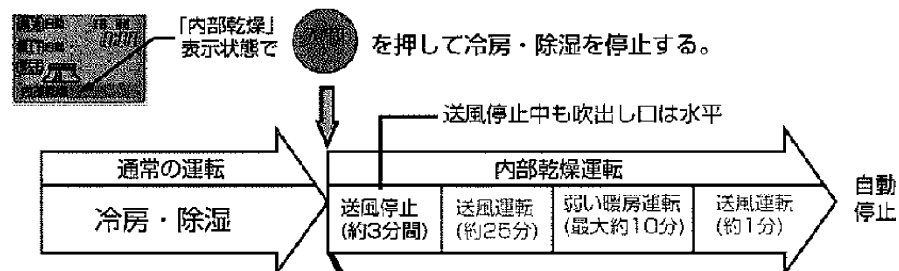 「内部乾燥」
表示状態で
を押して冷房・除湿を停止する。
送風停止中も吹出し口は水平
通常の運転
内部乾燥運転
冷房・除湿
送風停止
(約3分間)
送風運転
(約25分)
弱い暖房運転
(最大約10分)
送風運転
(約1分)
自動
停止